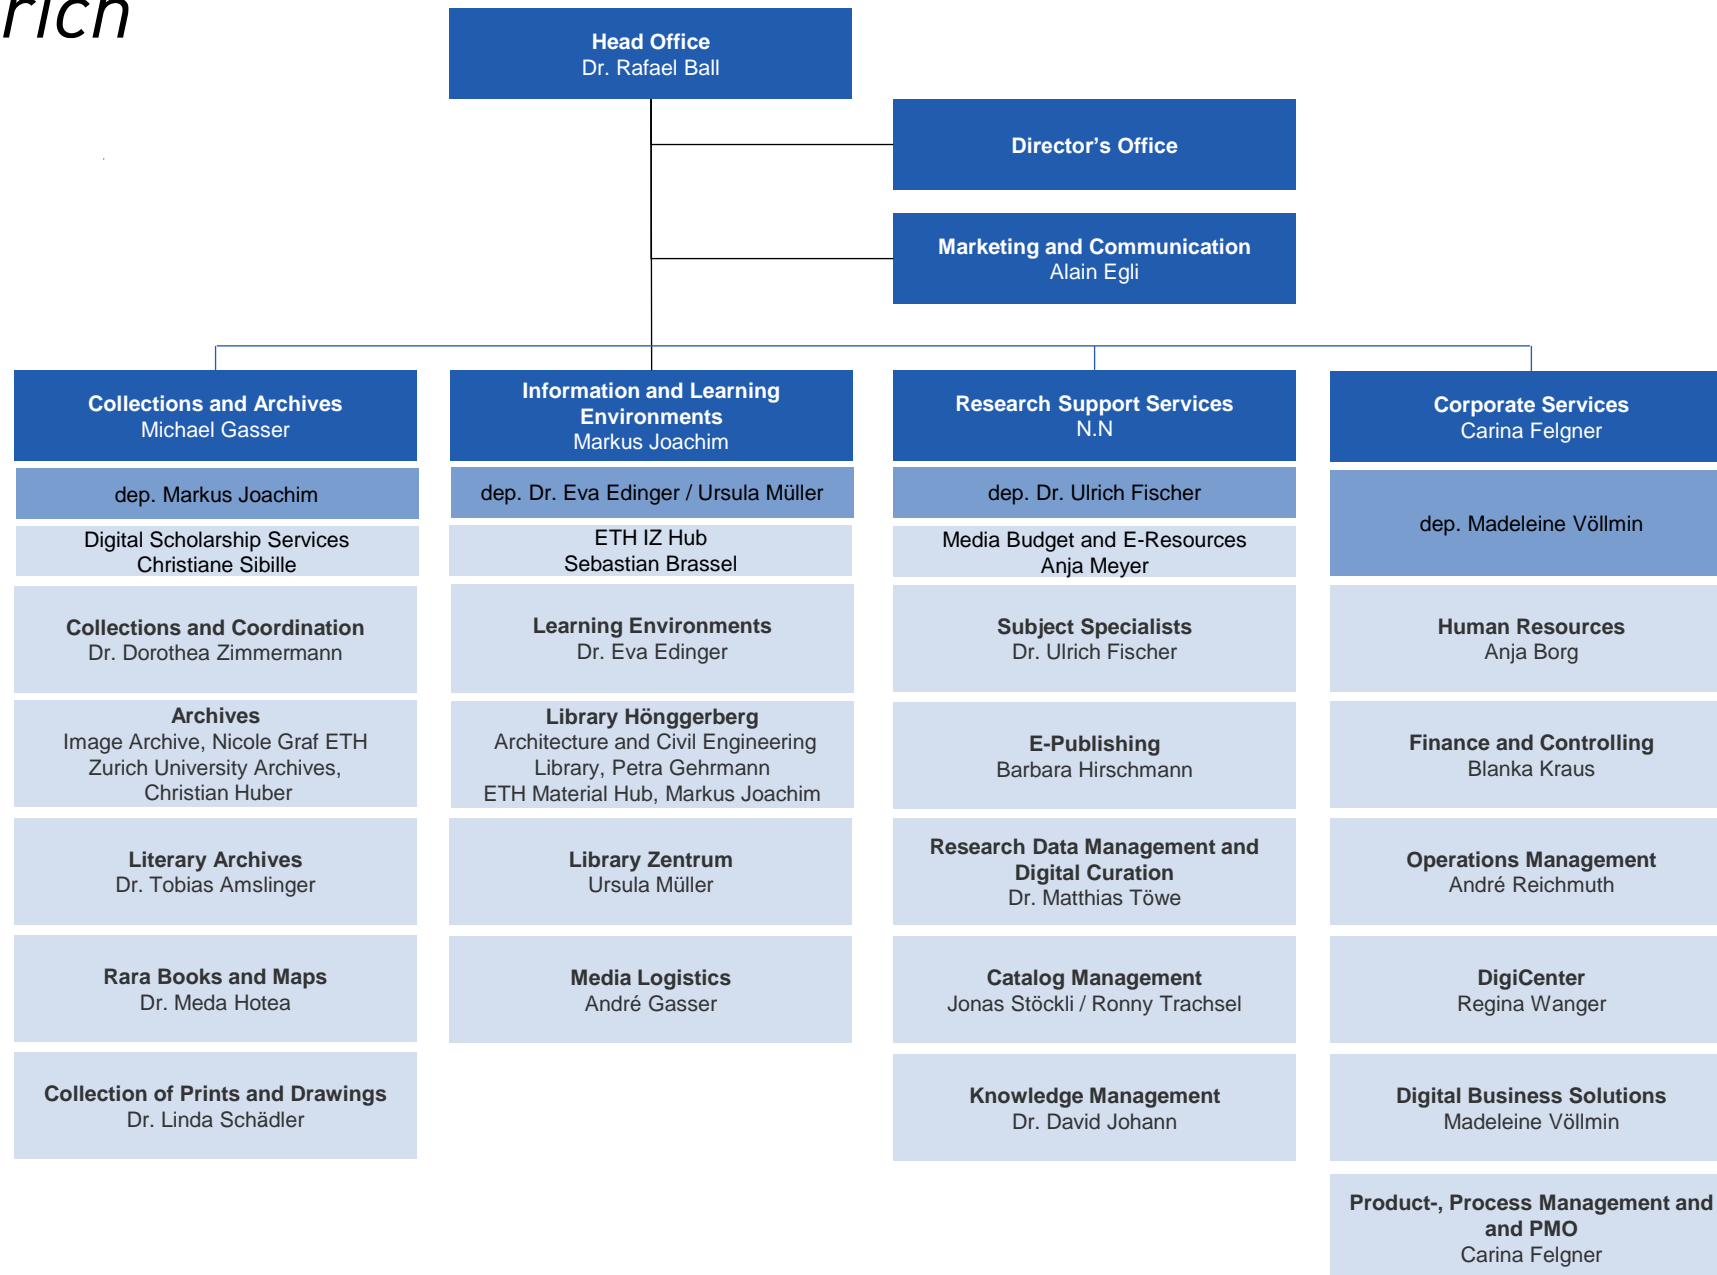 rich
Head Office
Dr. Rafael Ball
Director's Office
Marketing and Communication
Alain Egli
Collections and Archives
Michael Gasser
dep. Markus Joachim
Digital Scholarship Services
Christiane Sibille
Collections and Coordination
Dr. Dorothea Zimmermann
Archives
Image Archive, Nicole Graf ETH
Zurich University Archives,
Christian Huber
Literary Archives
Dr. Tobias Amslinger
Rara Books and Maps
Dr. Meda Hotea
Collection of Prints and Drawings
Dr. Linda Schädler
Information and Learning
Environments
Markus Joachim
dep. Dr. Eva Edinger / Ursula Müller
ETH IZ Hub
Sebastian Brassel
Learning Environments
Dr. Eva Edinger
Library Hönggerberg
Architecture and Civil Engineering
Library, Petra Gehrmann
ETH Material Hub, Markus Joachim
Library Zentrum
Ursula Müller
Media Logistics
André Gasser
Research Support Services
N.N
dep. Dr. Ulrich Fischer
Media Budget and E-Resources
Anja Meyer
Subject Specialists
Dr. Ulrich Fischer
E-Publishing
Barbara Hirschmann
Research Data Management and
Digital Curation
Dr. Matthias Töwe
Catalog Management
Jonas Stöckli / Ronny Trachsel
Knowledge Management
Dr. David Johann
Corporate Services
Carina Felgner
dep. Madeleine Völlmin
Human Resources
Anja Borg
Finance and Controlling
Blanka Kraus
Operations Management
André Reichmuth
DigiCenter
Regina Wanger
Digital Business Solutions
Madeleine Völlmin
Product-, Process Management and
and PMO
Carina Felgner